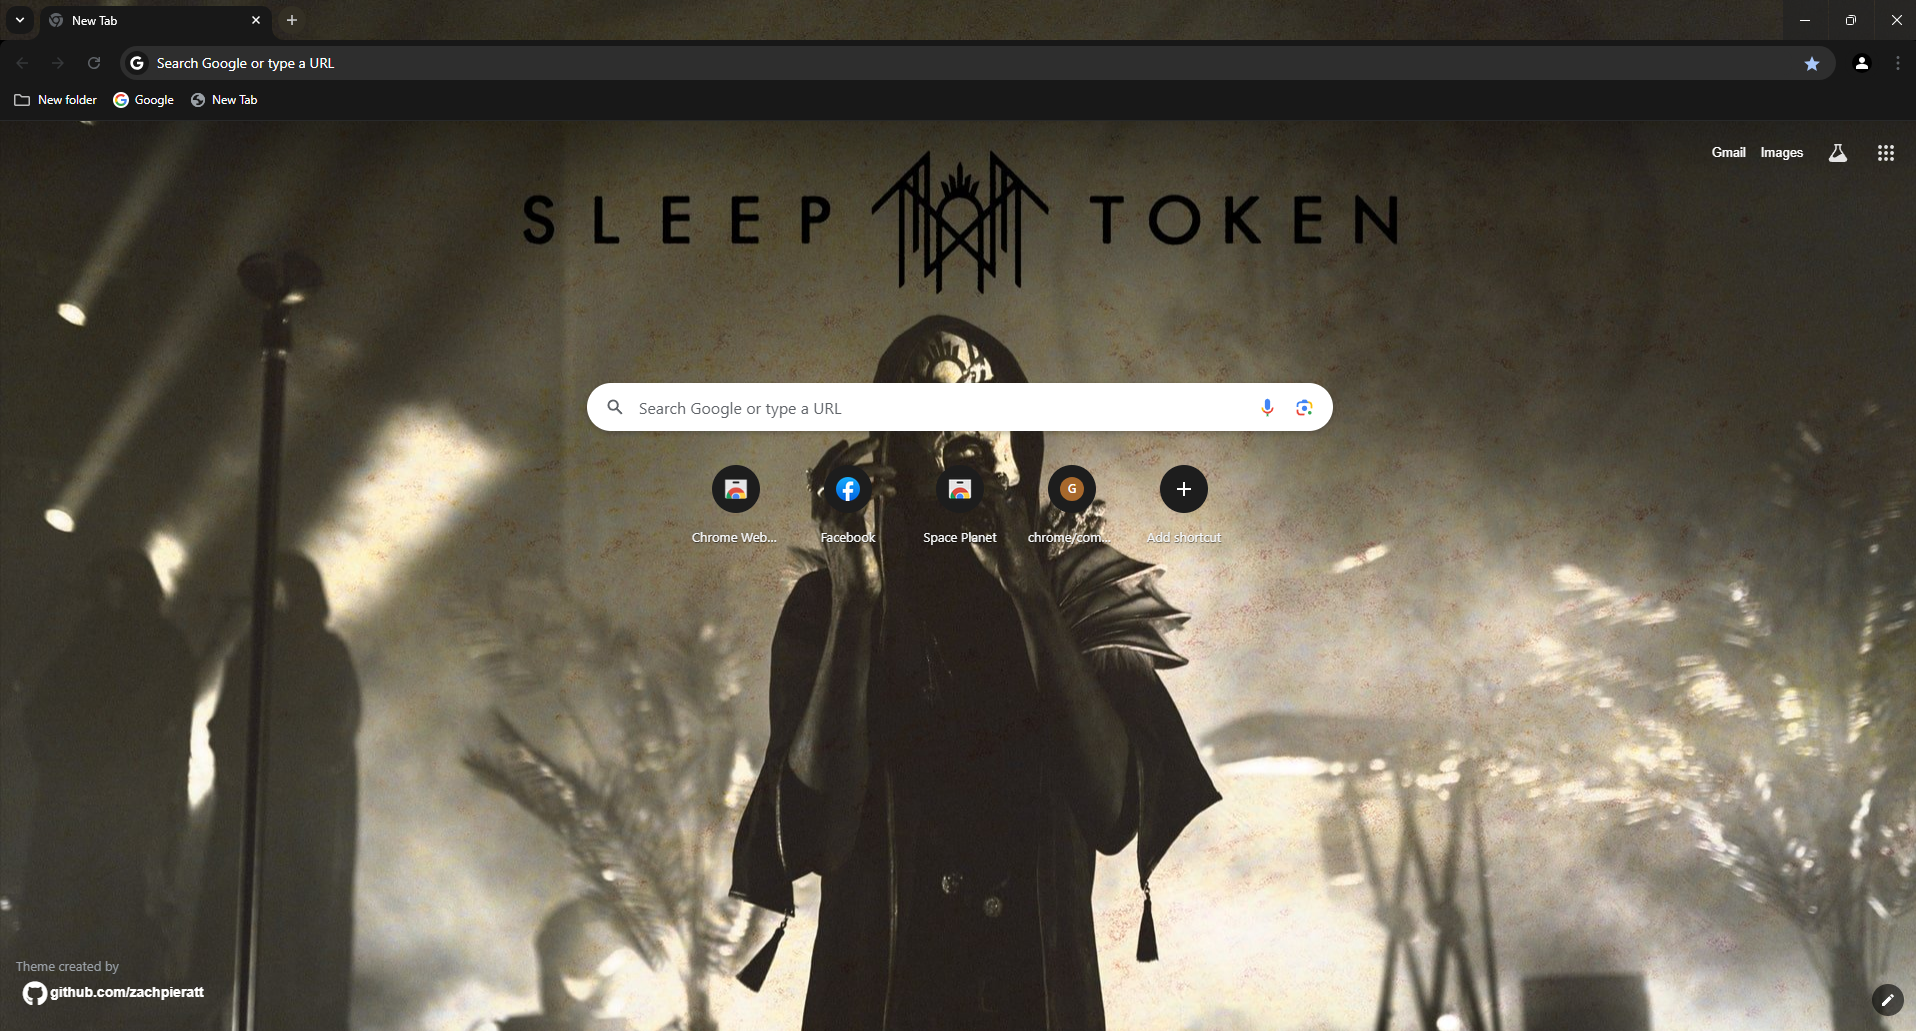 New Tab
Search Google or type a URL
New folder
Google
New Tab
Gmail
Images
SLEEP TOKEN
Search Google or type a URL
Chrome Web...
Facebook
Space Planet
G
chrome/com...
Add shortcut
Theme created by
github.com/zachpieratt